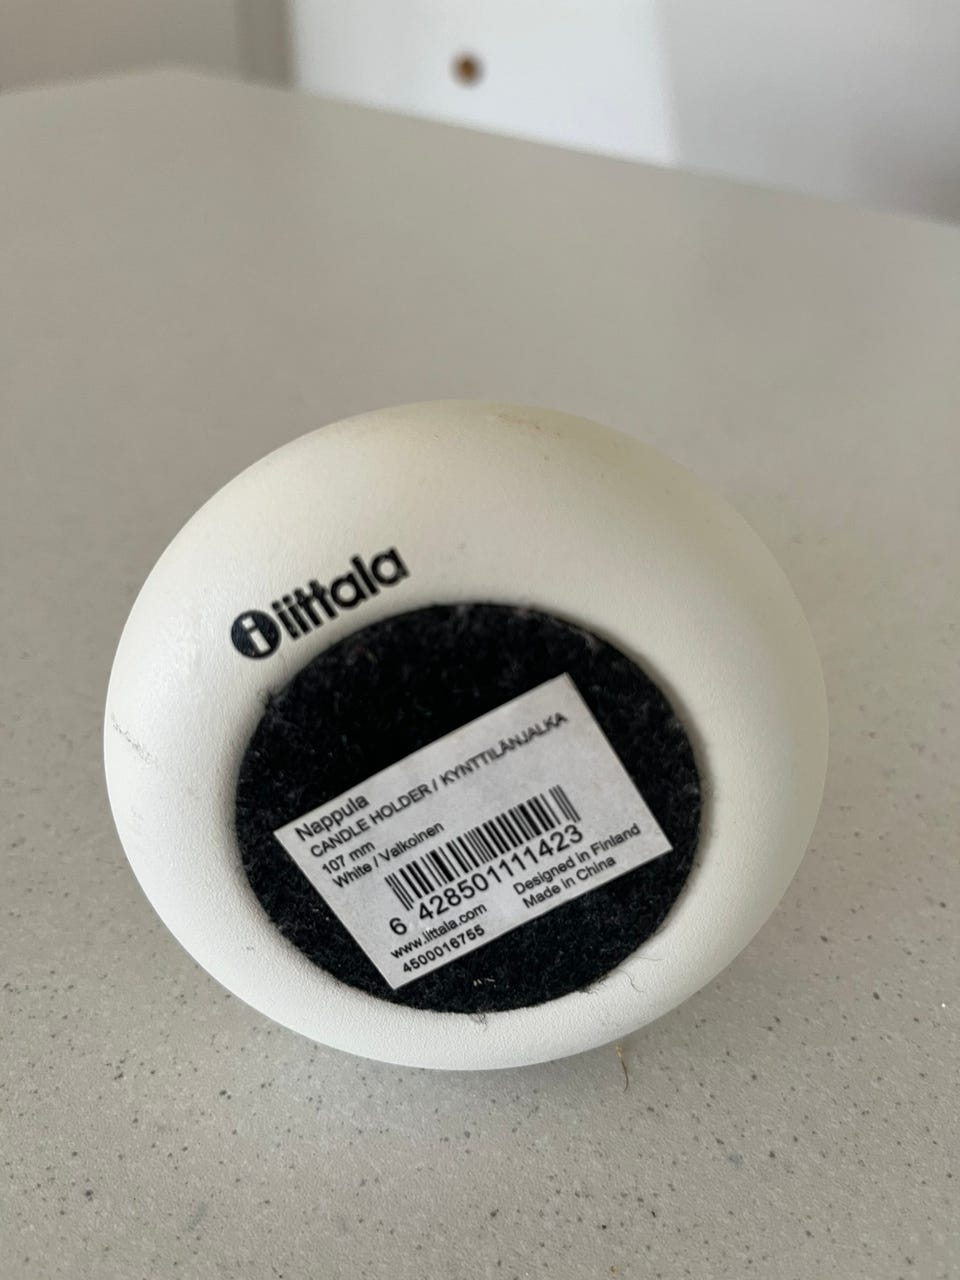 iittala
Nappula
CANDLE HOLDER / KYNTTILÄNJALKA
107 mm
White / Valkoinen
6 428501 111423
www.iittala.com
4500016755
Designed in Finland
Made in China